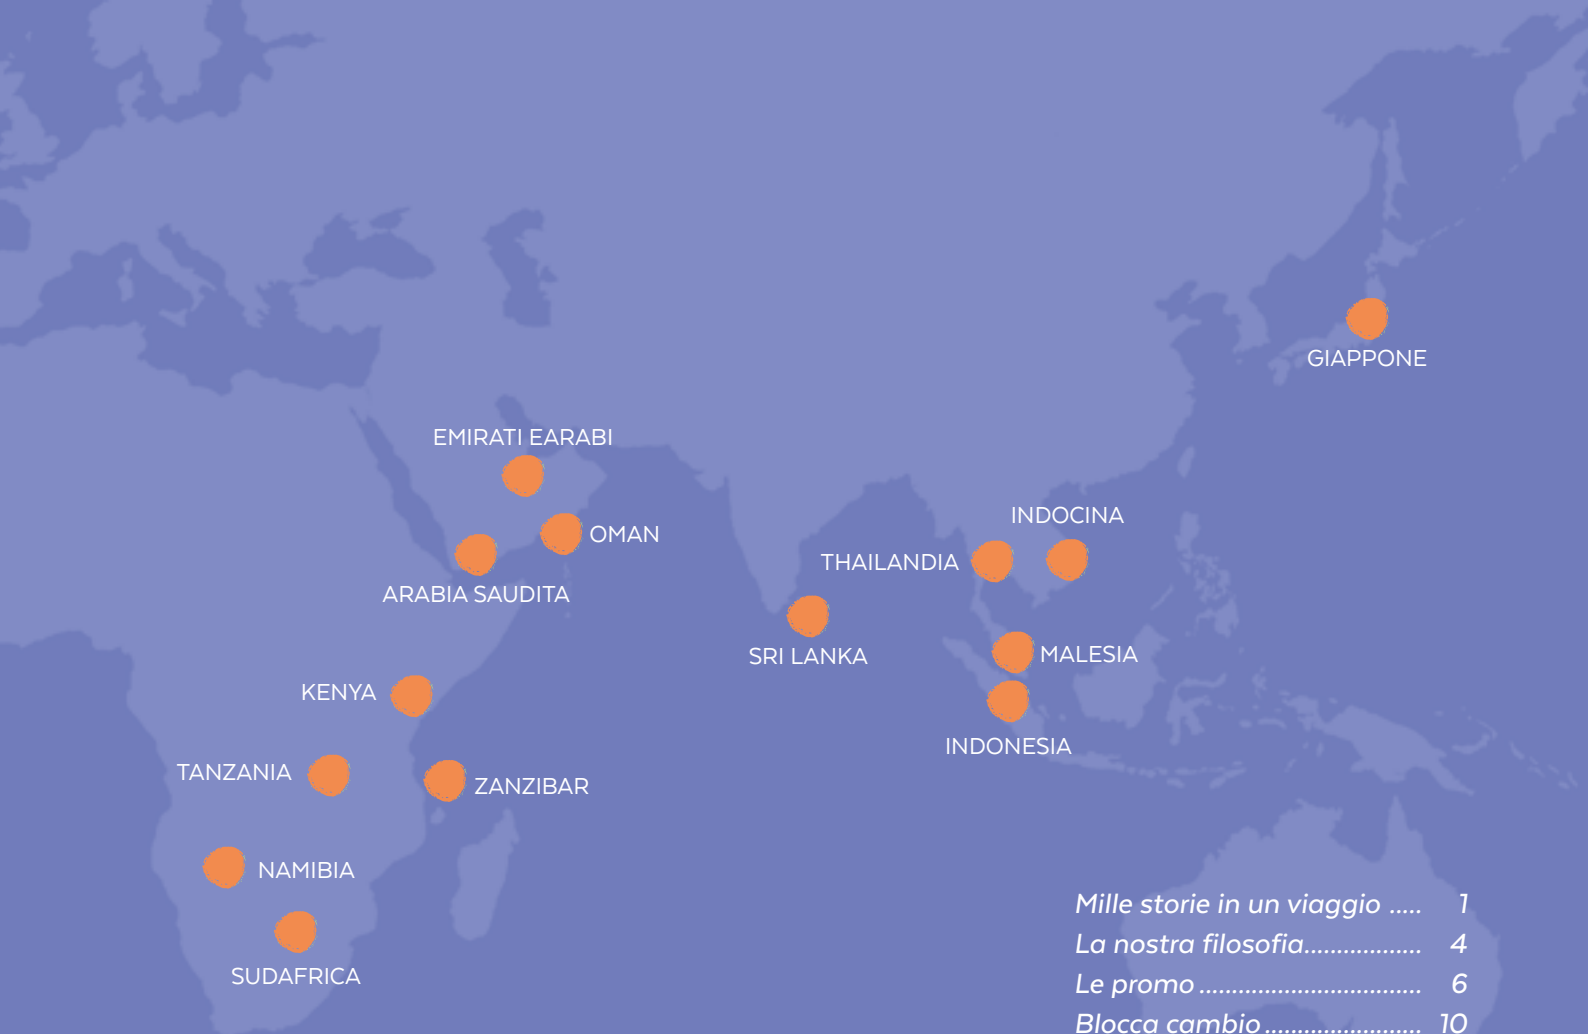 GIAPPONE
EMIRATI EARABI
INDOCINA
OMAN
THAILANDIA
ARABIA SAUDITA
SRI LANKA
MALESIA
KENYA
INDONESIA
TANZANIA
ZANZIBAR
NAMIBIA
SUDAFRICA
Mille storie in un viaggio ..... 1
La nostra filosofia.................. 4
Le promo .................................. 6
Blocca cambio ........................ 10